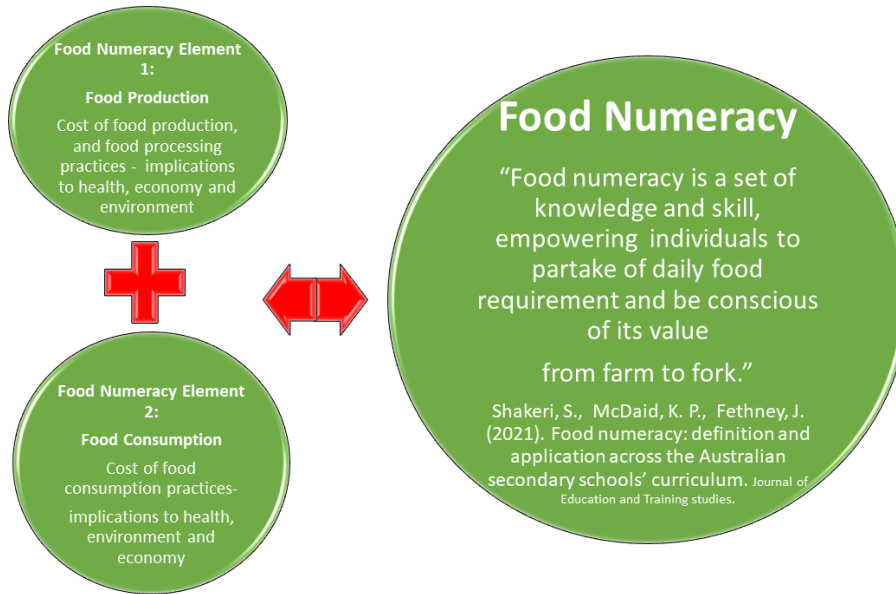 Food Numeracy Element
1:
Food Production
Cost of food production,
and food processing
practices - implications
to health, economy and
environment
Food Numeracy Element
2:
Food Consumption
Cost of food
consumption practices-
implications to health,
environment and
economy
Food Numeracy
“Food numeracy is a set of
knowledge and skill,
empowering individuals to
partake of daily food
requirement and be conscious
of its value
from farm to fork.”
Shakeri, S., McDaid, K. P., Fethney, J.
(2021). Food numeracy: definition and
application across the Australian
secondary schools’ curriculum. Journal of
Education and Training studies.